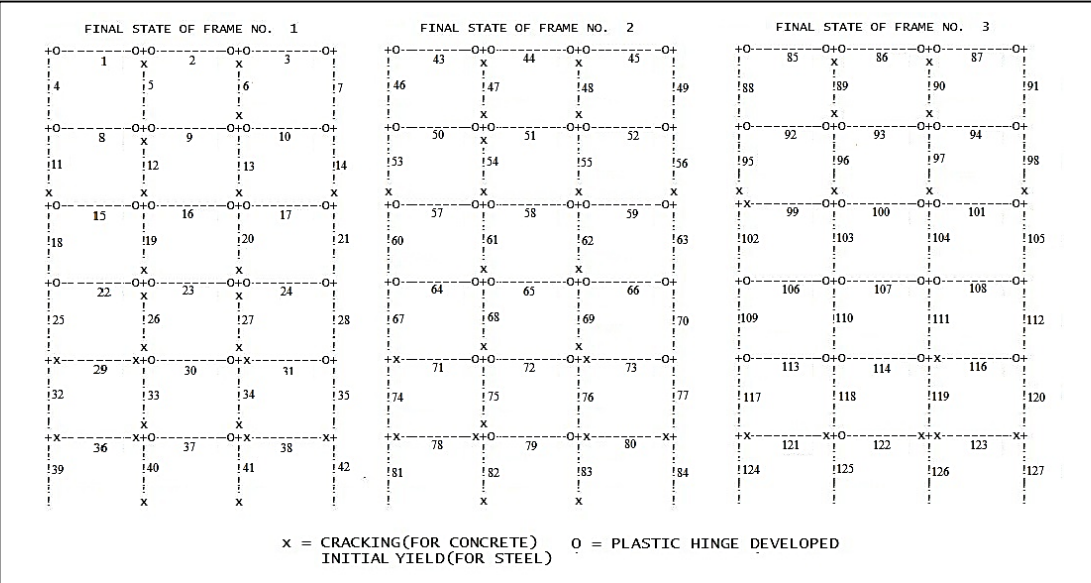 FINAL STATE OF FRAME NO. 1
FINAL STATE OF FRAME NO. 2
FINAL STATE OF FRAME NO. 3
+O--------O+O--------O+O--------O+ +O--------O+O--------O+O--------O+ +O--------O+O--------O+O--------O+
1 2 3 43 44 45 85 86 87
x x x x x x
!4 !5 !6 !7 !46 !47 !48 !49 !88 !89 !90 !91
x x x x x
+O--------O+O--------O+O--------O+ +O--------O+O--------O+O--------O+ +O--------O+O--------O+O--------O+
8 9 10 50 51 52 92 93 94
x x
!11 !12 !13 !14 !53 !54 !55 !56 !95 !96 !97 !98
x x x x x x x x x x x x
+O--------O+O--------O+O--------O+ +O--------O+O--------O+O--------O+ +x--------O+O--------O+O--------O+
15 16 17 57 58 59 99 100 101
!18 !19 !20 !21 !60 !61 !62 !63 !102 !103 !104 !105
x x x x
+O--------O+O--------O+O--------O+ +O--------O+O--------O+O--------O+ +O--------O+O--------O+O--------O+
22 23 24 64 65 66 106 107 108
x x
!25 !26 !27 !28 !67 !68 !69 !70 !109 !110 !111 !112
x x x x
+x--------x+O--------O+x--------O+ +x--------O+O--------O+x--------O+ +O--------O+O--------O+x--------O+
29 30 31 71 72 73 113 114 116
!32 !33 !34 !35 !74 !75 !76 !77 !117 !118 !119 !120
x x x x
+x--------x+O--------O+x--------x+ +x--------x+O--------O+x--------x+ +x--------x+O--------x+x--------x+
36 37 38 78 79 80 121 122 123
!39 !40 !41 !42 !81 !82 !83 !84 !124 !125 !126 !127
x x x x
x = CRACKING(FOR CONCRETE) O = PLASTIC HINGE DEVELOPED
INITIAL YIELD(FOR STEEL)